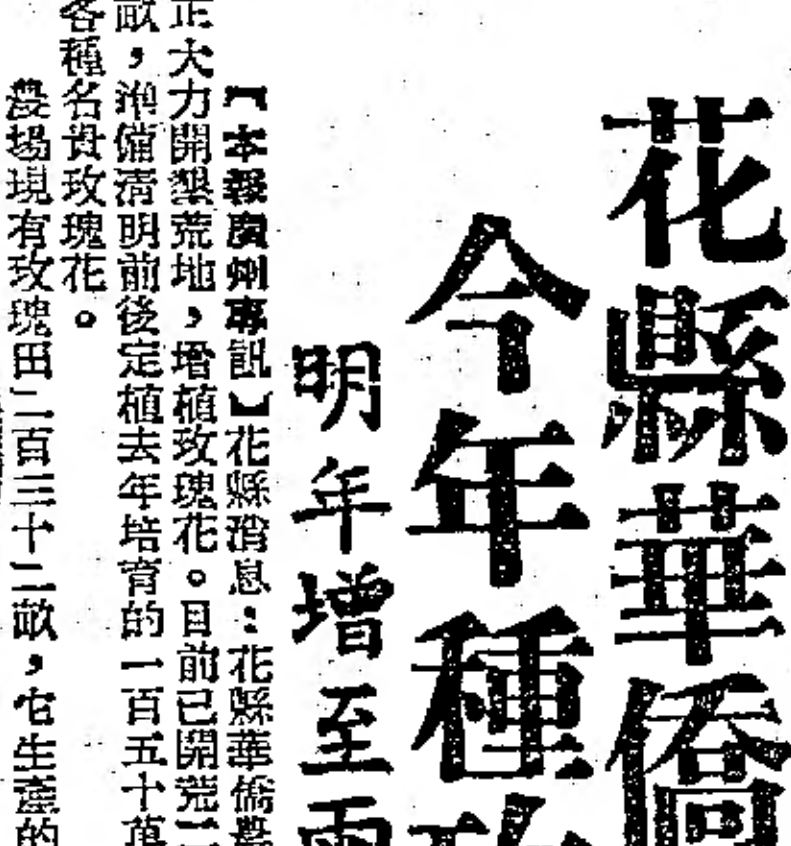 花縣華僑
今年種
明年增至
【本報廣州專訊】花縣消息：花縣華僑農
正大力開墾荒地，增植玫瑰花。目前已開荒二
畝，準備清明前後定植去年培育的一百五十萬
各種名貴玫瑰花。
農場現有玫瑰田二百三十二畝，它生產的